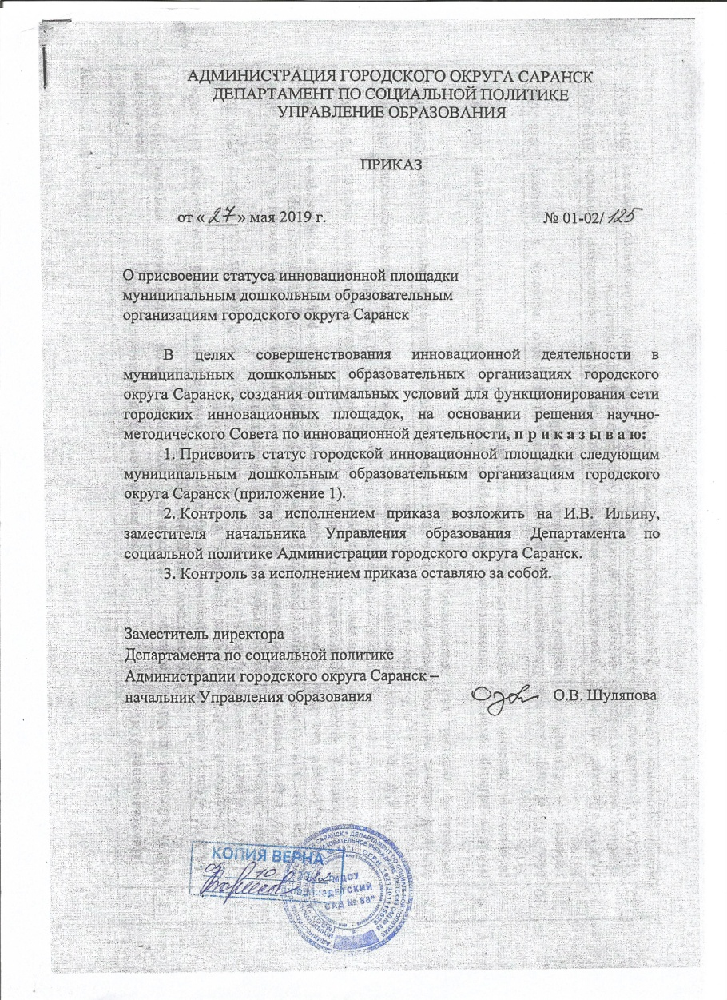 АДМИНИСТРАЦИЯ ГОРОДСКОГО ОКРУГА САРАНСК
ДЕПАРТАМЕНТ ПО СОЦИАЛЬНОЙ ПОЛИТИКЕ
УПРАВЛЕНИЕ ОБРАЗОВАНИЯ
ПРИКАЗ
от « 27 » мая 2019 г. № 01-02/ 125
О присвоении статуса инновационной площадки
муниципальным дошкольным образовательным
организациям городского округа Саранск
В целях совершенствования инновационной деятельности в
муниципальных дошкольных образовательных организациях городского
округа Саранск, создания оптимальных условий для функционирования сети
городских инновационных площадок, на основании решения научно-
методического Совета по инновационной деятельности, п р и к а з ы в а ю:
1. Присвоить статус городской инновационной площадки следующим
муниципальным дошкольным образовательным организациям городского
округа Саранск (приложение 1).
2. Контроль за исполнением приказа возложить на И.В. Ильину,
заместителя начальника Управления образования Департамента по
социальной политике Администрации городского округа Саранск.
3. Контроль за исполнением приказа оставляю за собой.
Заместитель директора
Департамента по социальной политике
Администрации городского округа Саранск –
начальник Управления образования О.В. Шуляпова
КОПИЯ ВЕРНА
МДОУ
"ДЕТСКИЙ
САД № 88"